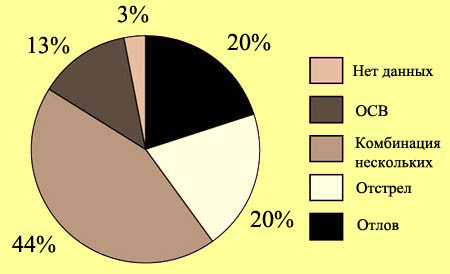 3%
13%
20%
Нет данных
ОСВ
Комбинация
нескольких
Отстрел
20%
Отлов
44%